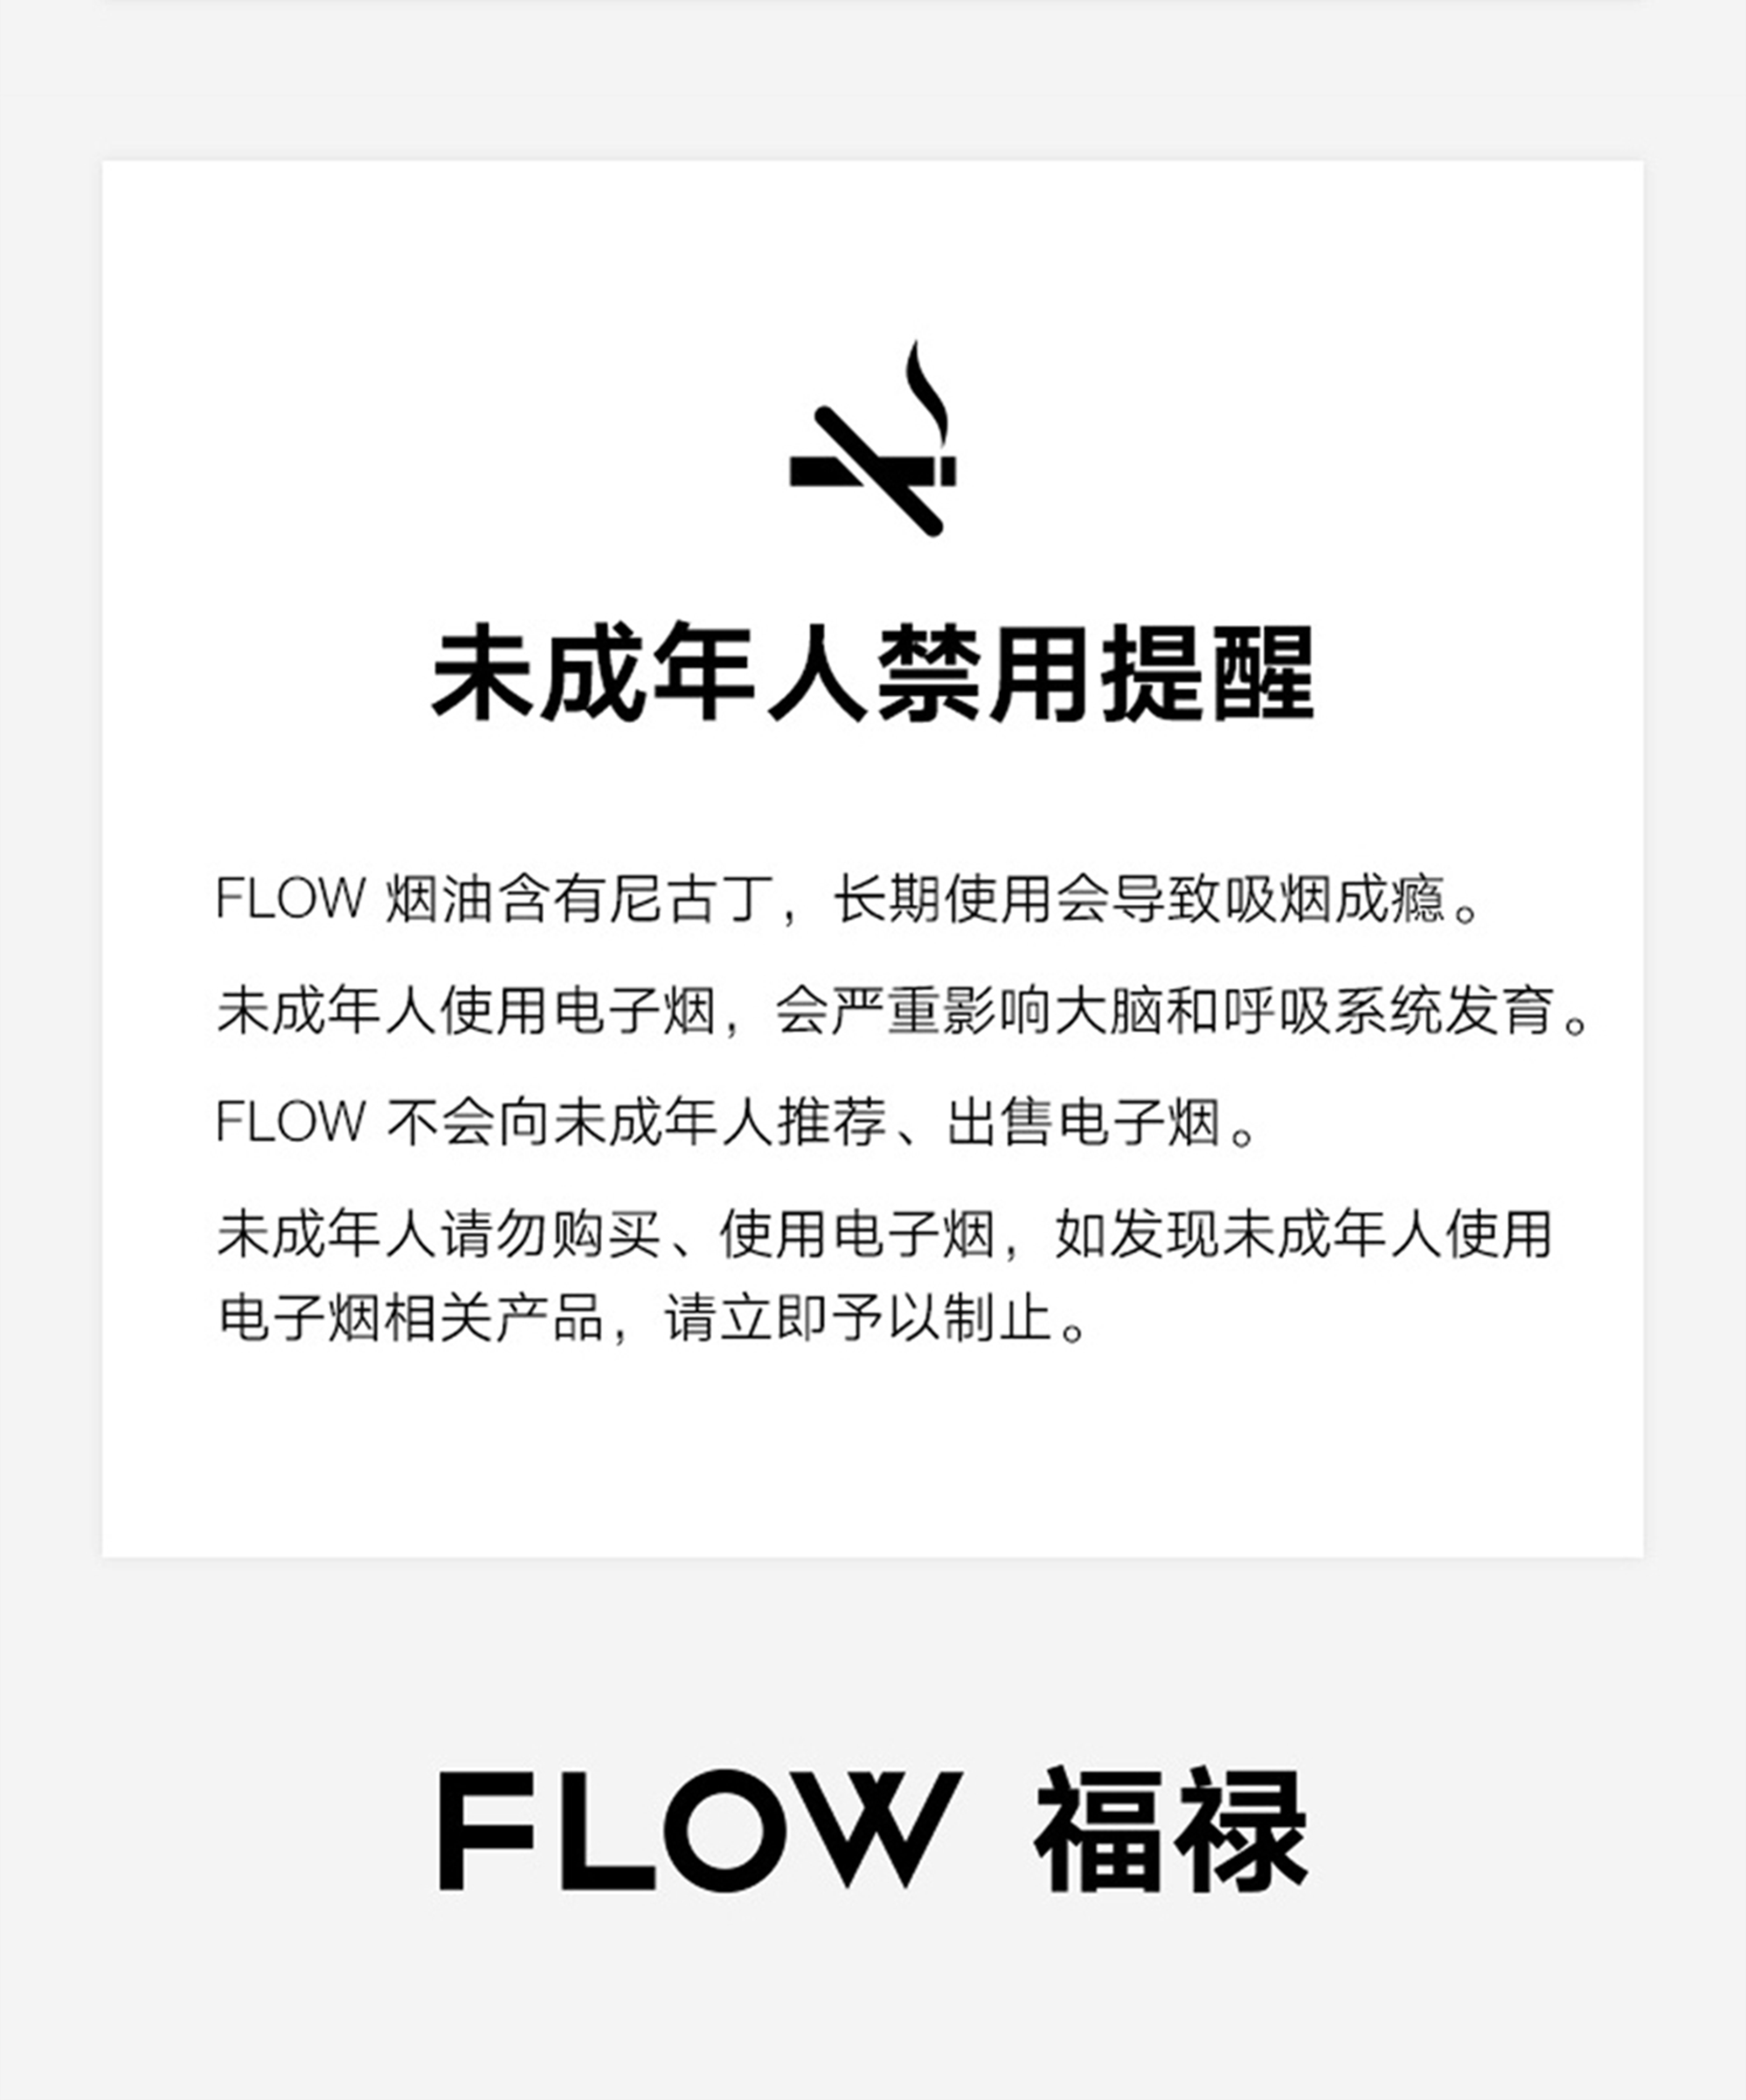 未成年人禁用提醒
FLOW 烟油含有尼古丁，长期使用会导致吸烟成瘾。
未成年人使用电子烟，会严重影响大脑和呼吸系统发育。
FLOW 不会向未成年人推荐、出售电子烟。
未成年人请勿购买、使用电子烟，如发现未成年人使用
电子烟相关产品，请立即予以制止。
FLOW 福禄